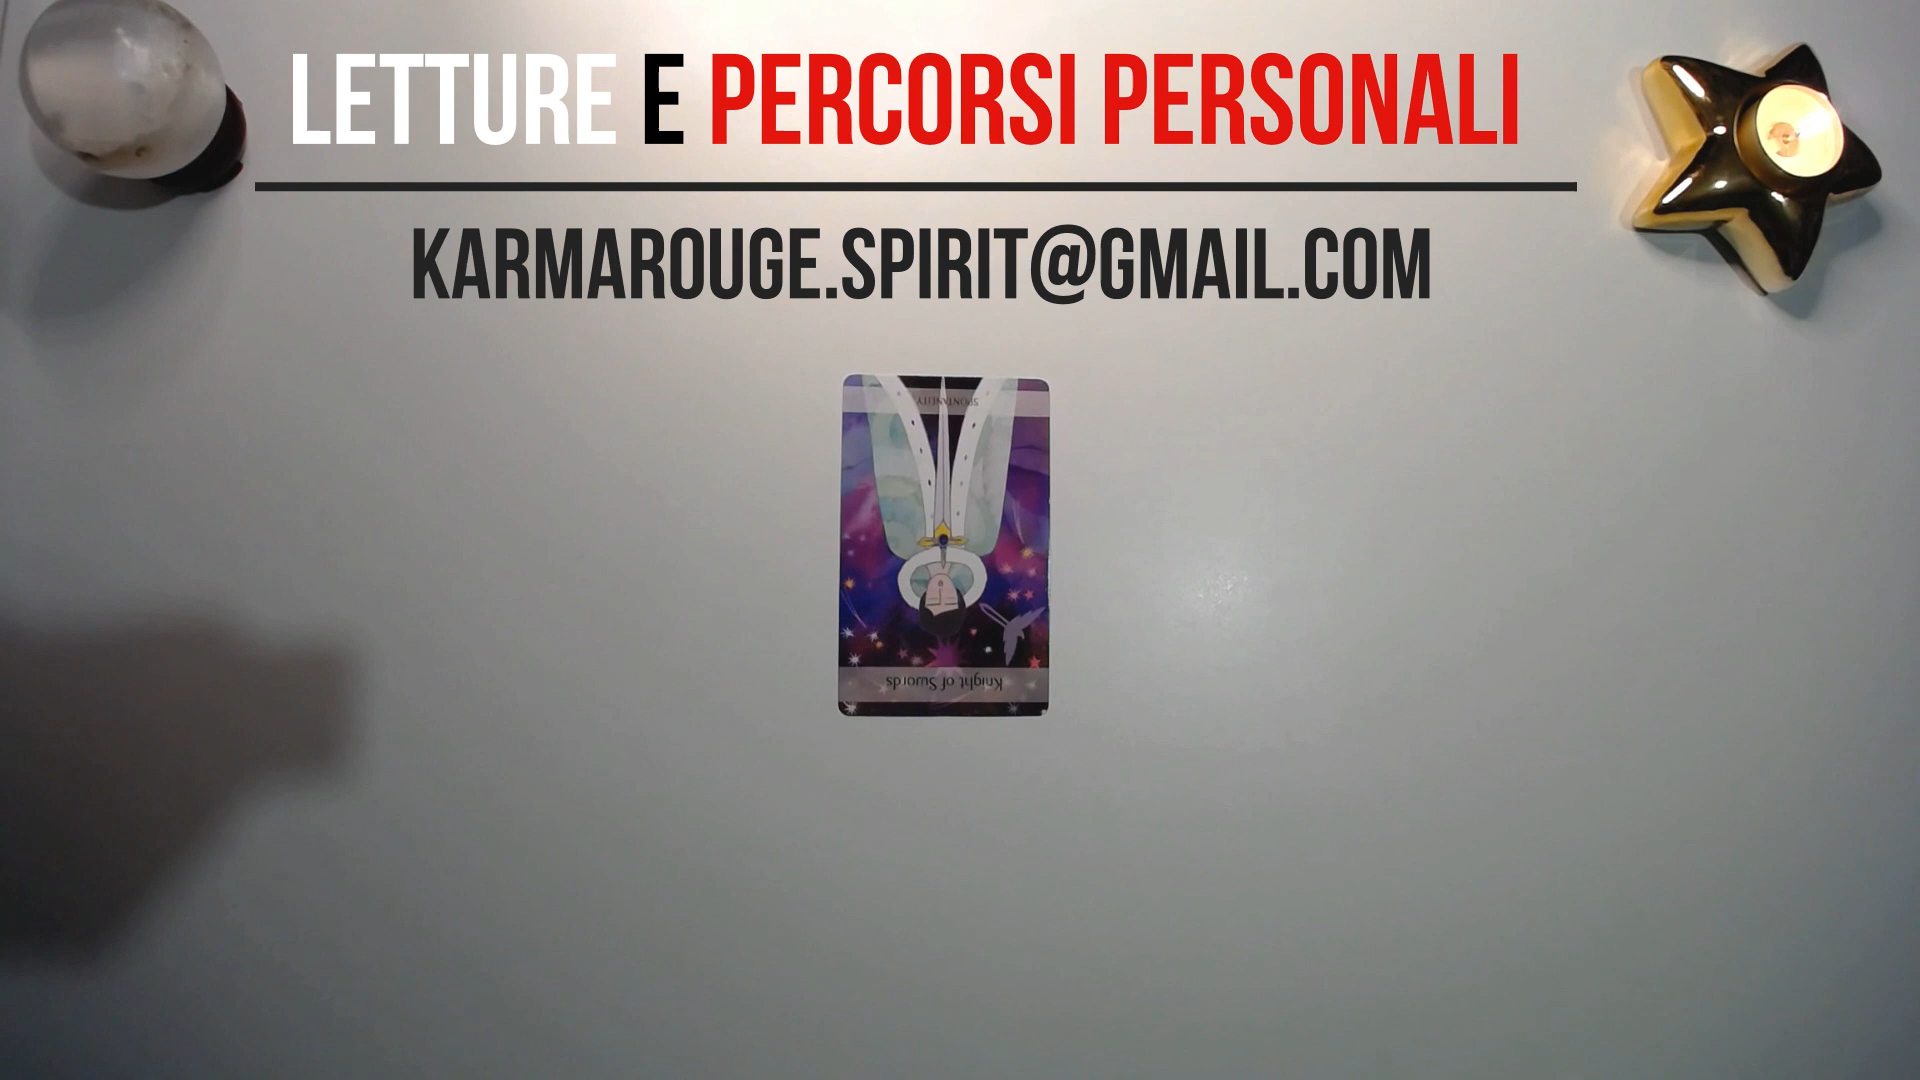 LETTURE E PERCORSI PERSONALI
KARMAROUGE.SPIRIT@GMAIL.COM
SPONTANEITY
Knight of Swords